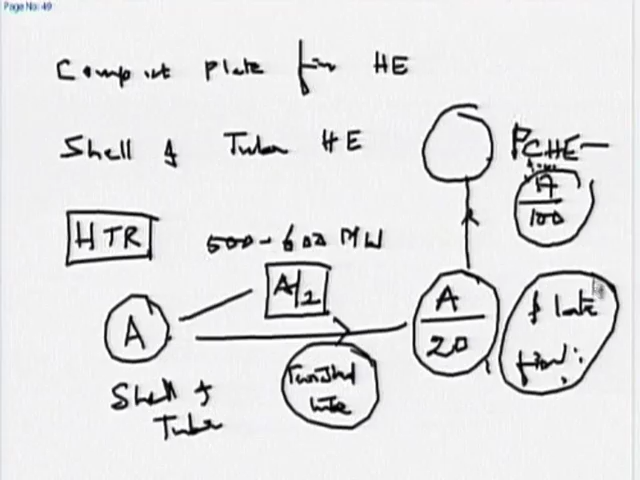 Page No: 49
Compact Plate fin HE
Shell & Tube HE
PCHE
A
100
HTR
500-600 MW
A/2
A
A
20
Plate
fin
Shell &
Tube
Twisted
tube